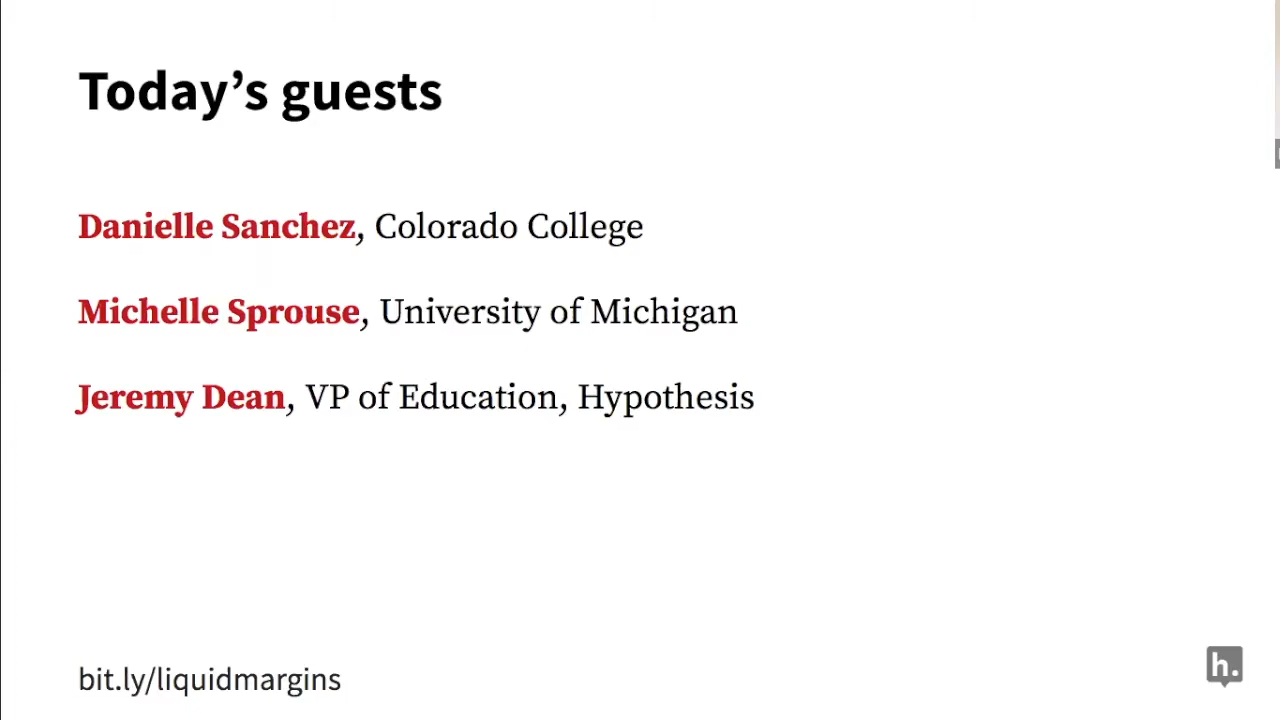 Today’s guests
Danielle Sanchez, Colorado College
Michelle Sprouse, University of Michigan
Jeremy Dean, VP of Education, Hypothesis
bit.ly/liquidmargins
h.